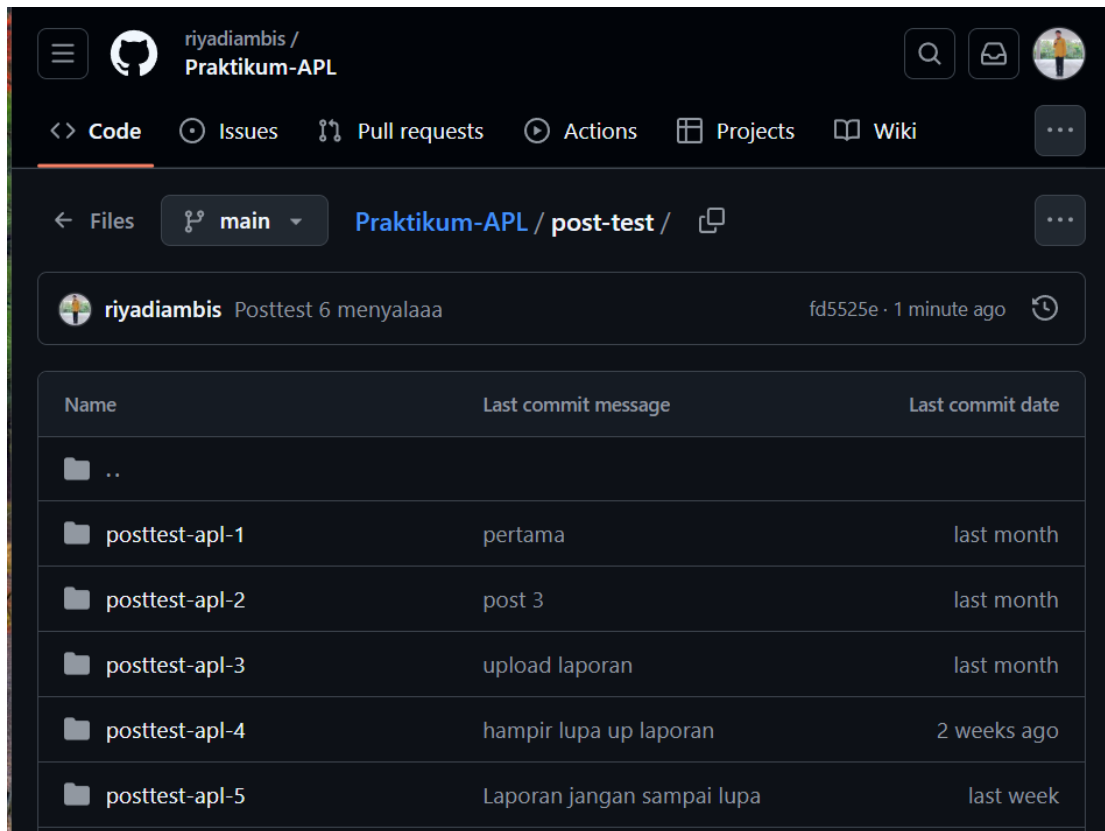 riyadiambis /
Praktikum-APL
Code Issues Pull requests Actions Projects Wiki ...
Files main Praktikum-APL / post-test / ...
riyadiambis Posttest 6 menyalaaa fd5525e · 1 minute ago
Name Last commit message Last commit date
..
posttest-apl-1 pertama last month
posttest-apl-2 post 3 last month
posttest-apl-3 upload laporan last month
posttest-apl-4 hampir lupa up laporan 2 weeks ago
posttest-apl-5 Laporan jangan sampai lupa last week